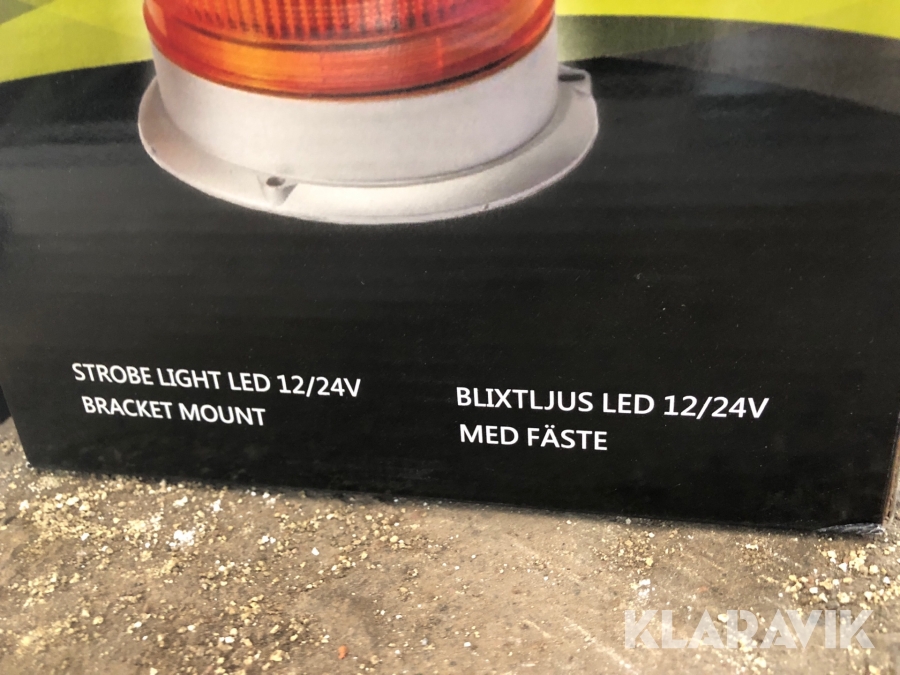 STROBE LIGHT LED 12/24V
BRACKET MOUNT
BLIXTLJUS LED 12/24V
MED FÄSTE
KLARAVIK